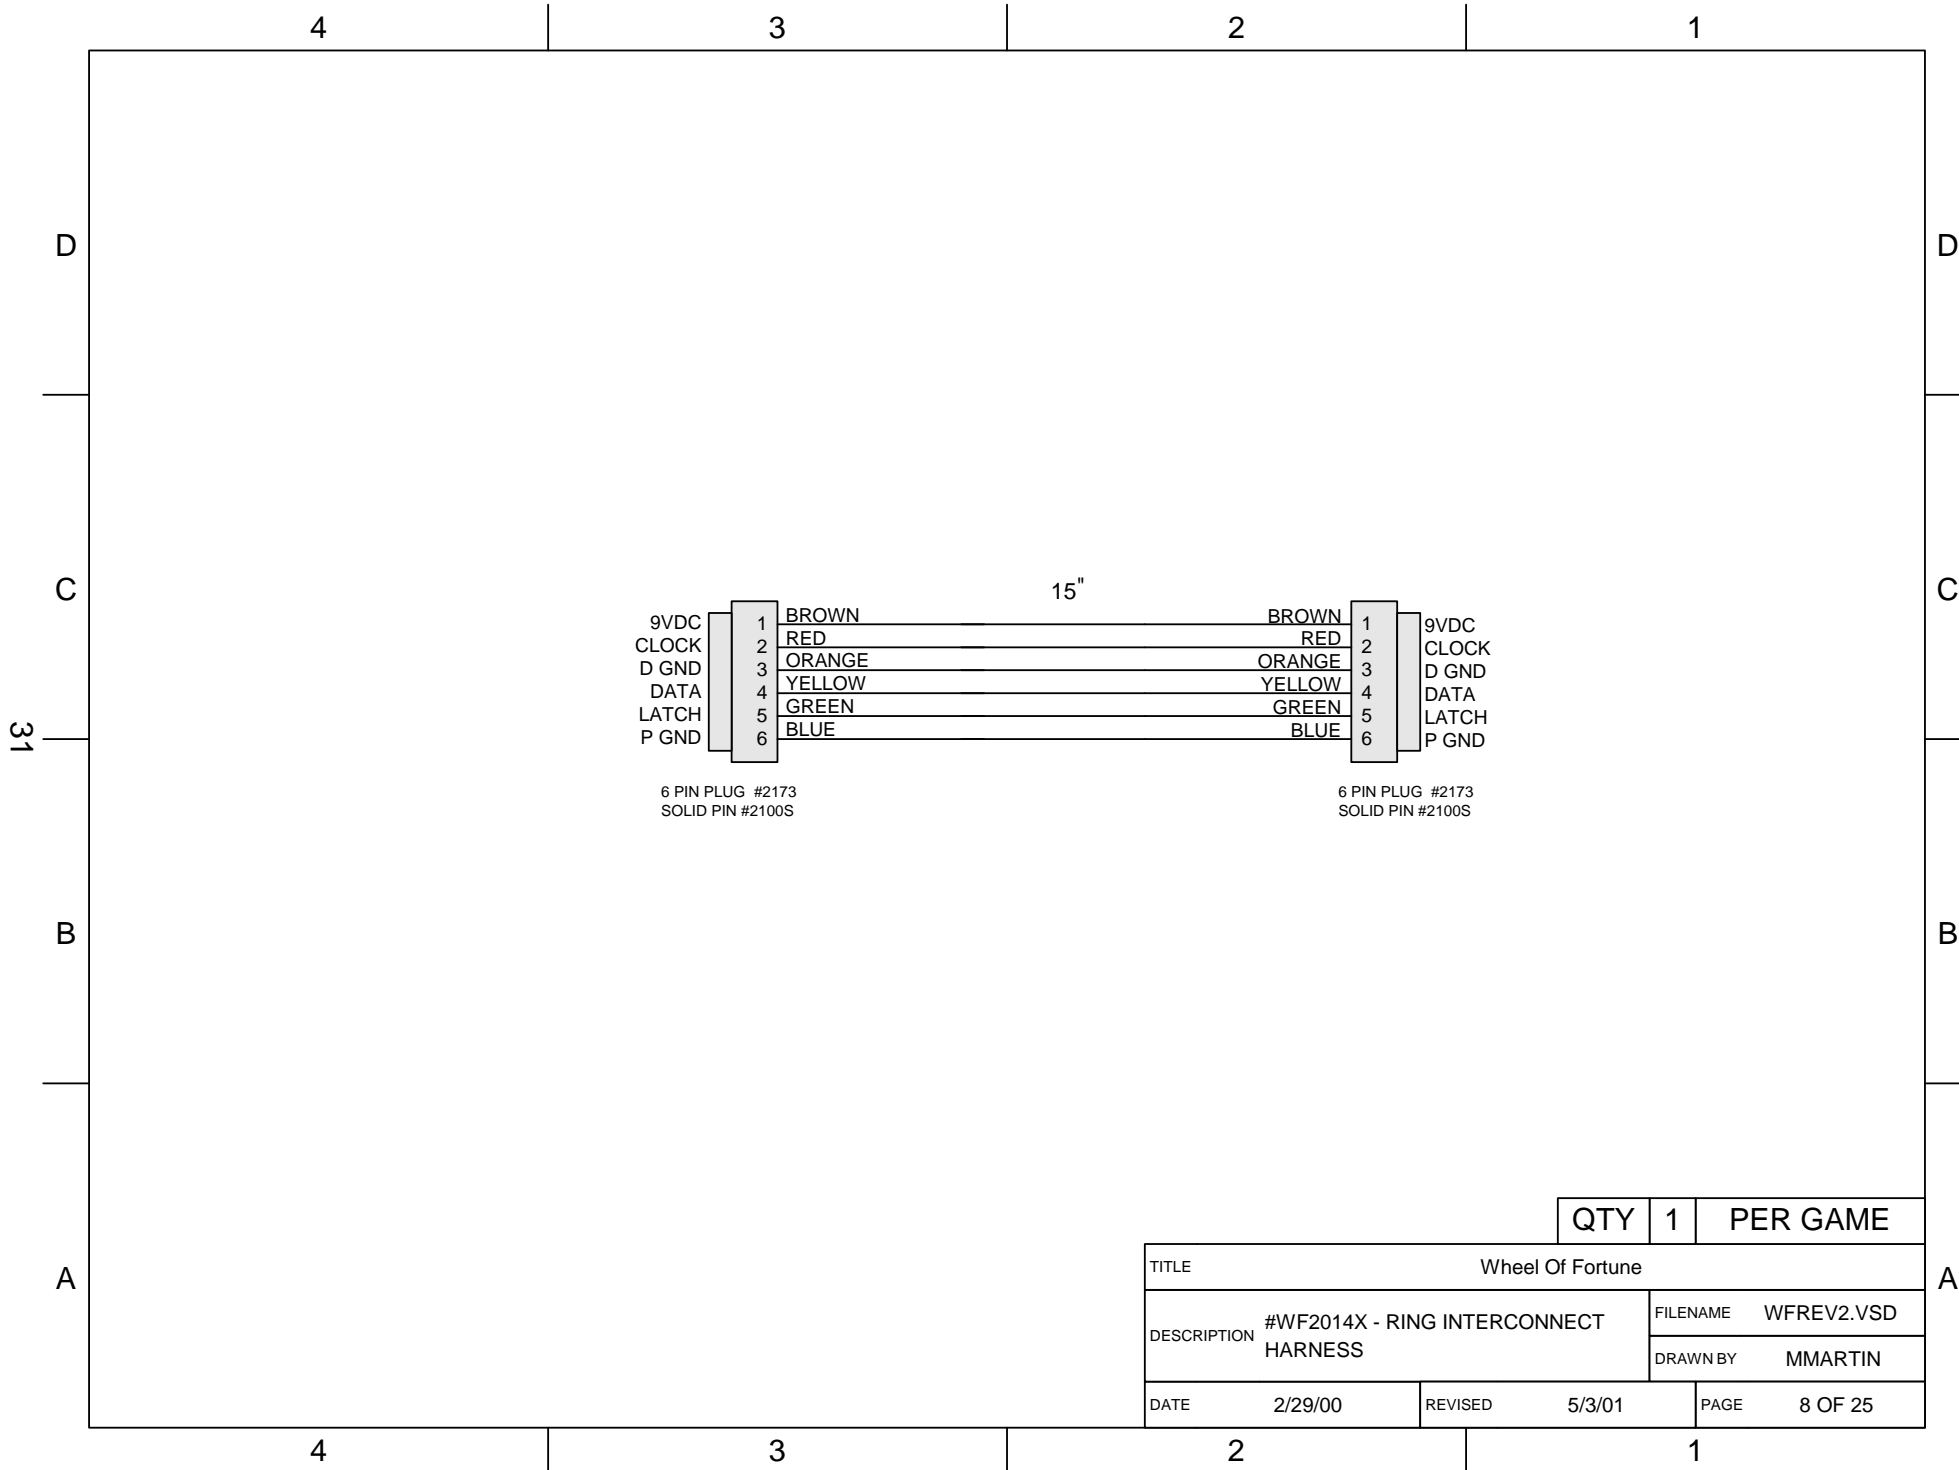 4 3 2 1
D D
C C
31
B B
A A
15"
9VDC 1 BROWN BROWN 1 9VDC
CLOCK 2 RED RED 2 CLOCK
D GND 3 ORANGE ORANGE 3 D GND
DATA 4 YELLOW YELLOW 4 DATA
LATCH 5 GREEN GREEN 5 LATCH
P GND 6 BLUE BLUE 6 P GND
6 PIN PLUG #2173
SOLID PIN #2100S
6 PIN PLUG #2173
SOLID PIN #2100S
QTY 1 PER GAME
TITLE Wheel Of Fortune
DESCRIPTION #WF2014X - RING INTERCONNECT
HARNESS
FILENAME WFREV2.VSD
DRAWN BY MMARTIN
DATE 2/29/00 REVISED 5/3/01 PAGE 8 OF 25
4 3 2 1